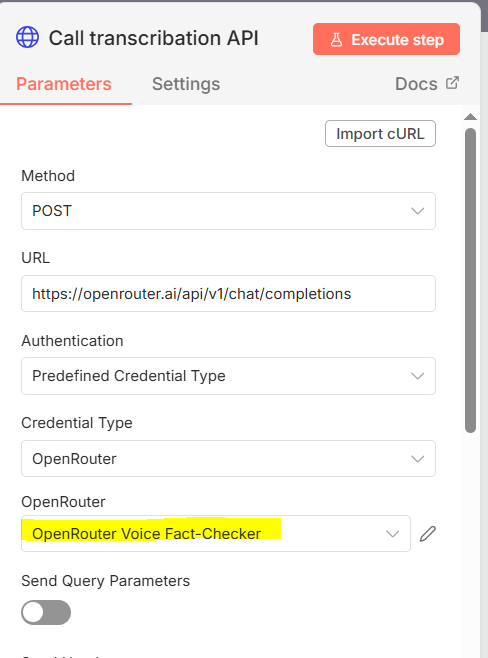 Call transcribation API
Execute step
Parameters
Settings
Docs
Import cURL
Method
POST
URL
https://openrouter.ai/api/v1/chat/completions
Authentication
Predefined Credential Type
Credential Type
OpenRouter
OpenRouter
OpenRouter Voice Fact-Checker
Send Query Parameters